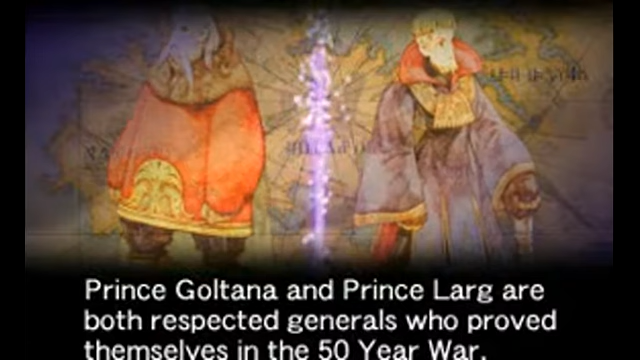 Prince Goltana and Prince Larg are
both respected generals who proved
themselves in the 50 Year War.